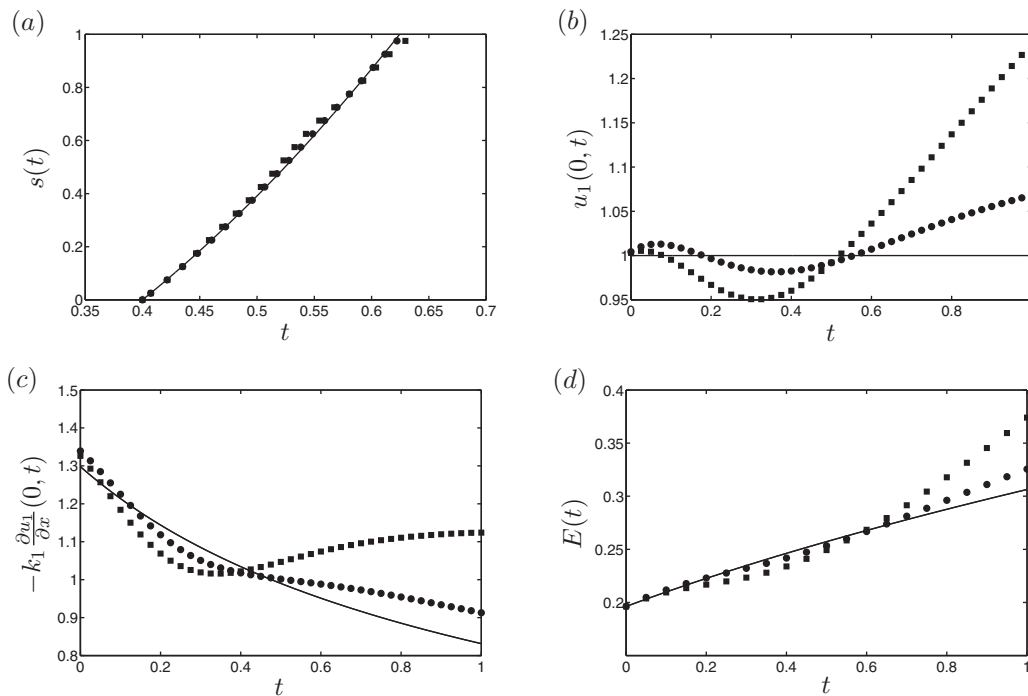 (a)
1
0.8
0.6
0.4
0.2
0
s(t)
0.35 0.4 0.45 0.5 0.55 0.6 0.65 0.7
t
(b)
1.25
1.2
1.15
1.1
1.05
1
0.95
u₁(0, t)
0 0.2 0.4 0.6 0.8
t
(c)
1.5
1.4
1.3
1.2
1.1
1
0.9
0.8
−k₁ ∂u₁/∂x (0, t)
0 0.2 0.4 0.6 0.8 1
t
(d)
0.4
0.35
0.3
0.25
0.2
E(t)
0 0.2 0.4 0.6 0.8 1
t